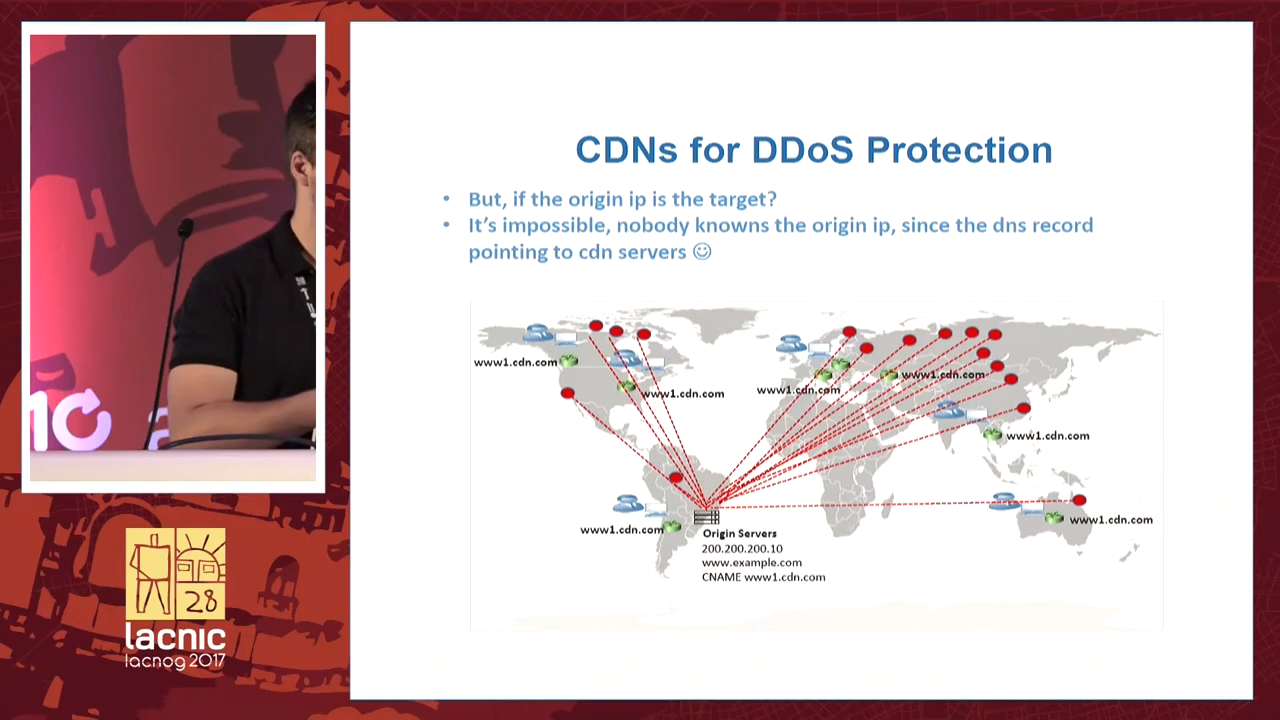 CDNs for DDoS Protection
• But, if the origin ip is the target?
• It's impossible, nobody knowns the origin ip, since the dns record
pointing to cdn servers ☺
www1.cdn.com
www1.cdn.com
www1.cdn.com
www1.cdn.com
www1.cdn.com
www1.cdn.com
www1.cdn.com
Origin Servers
200.200.200.10
www.example.com
CNAME www1.cdn.com
28
lacnic
lacnog 2017